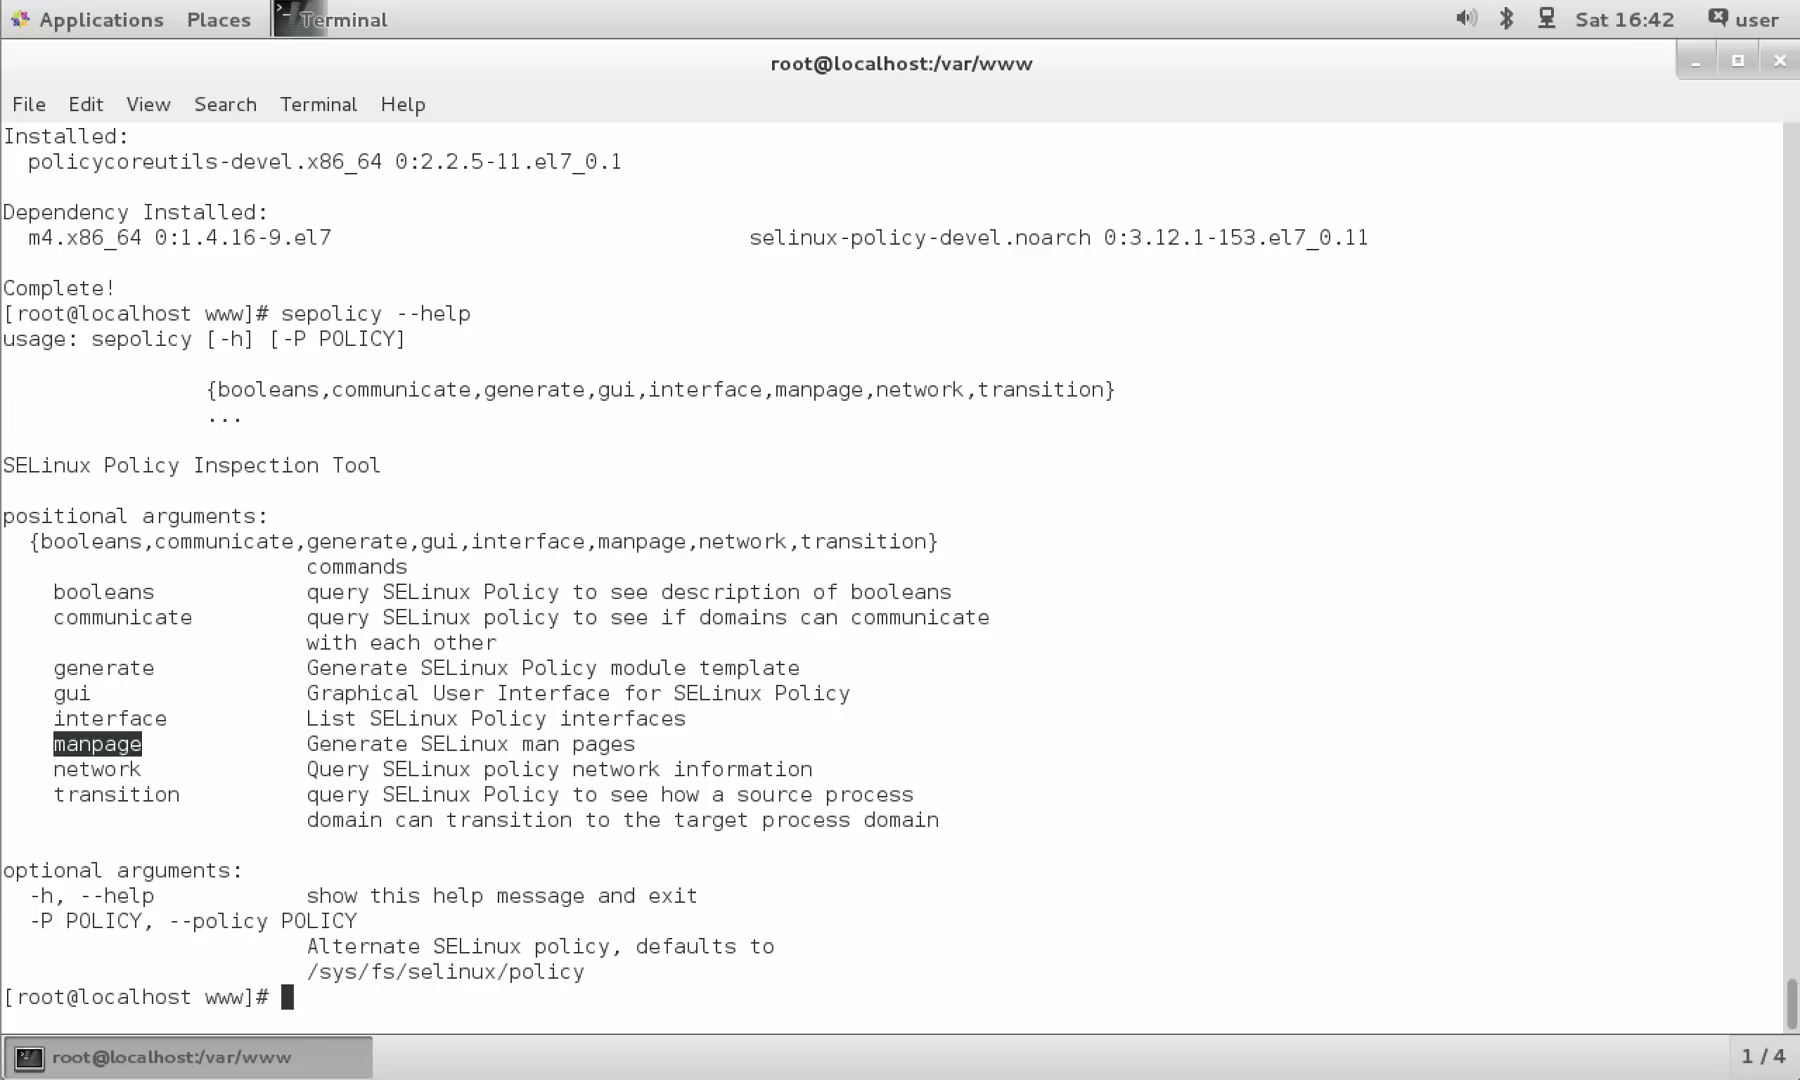 Applications Places Terminal Sat 16:42 user
root@localhost:/var/www
File Edit View Search Terminal Help
Installed:
  policycoreutils-devel.x86_64 0:2.2.5-11.el7_0.1
Dependency Installed:
  m4.x86_64 0:1.4.16-9.el7 selinux-policy-devel.noarch 0:3.12.1-153.el7_0.11
Complete!
[root@localhost www]# sepolicy --help
usage: sepolicy [-h] [-P POLICY]
{booleans,communicate,generate,gui,interface,manpage,network,transition}
...
SELinux Policy Inspection Tool
positional arguments:
  {booleans,communicate,generate,gui,interface,manpage,network,transition}
commands
booleans query SELinux Policy to see description of booleans
communicate query SELinux policy to see if domains can communicate
with each other
generate Generate SELinux Policy module template
gui Graphical User Interface for SELinux Policy
interface List SELinux Policy interfaces
manpage Generate SELinux man pages
network Query SELinux policy network information
transition query SELinux Policy to see how a source process
domain can transition to the target process domain
optional arguments:
  -h, --help show this help message and exit
  -P POLICY, --policy POLICY
Alternate SELinux policy, defaults to
/sys/fs/selinux/policy
[root@localhost www]#
root@localhost:/var/www 1 / 4